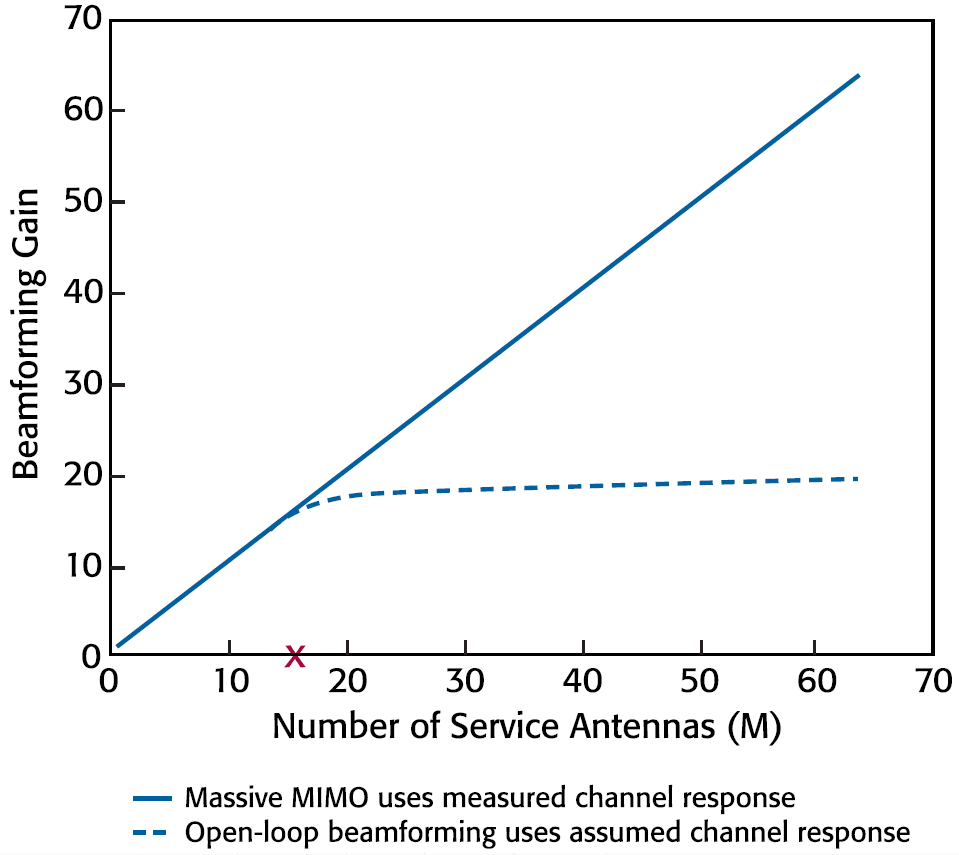 70
60
50
40
30
20
10
0
Beamforming Gain
X
0 10 20 30 40 50 60 70
Number of Service Antennas (M)
Massive MIMO uses measured channel response
Open-loop beamforming uses assumed channel response